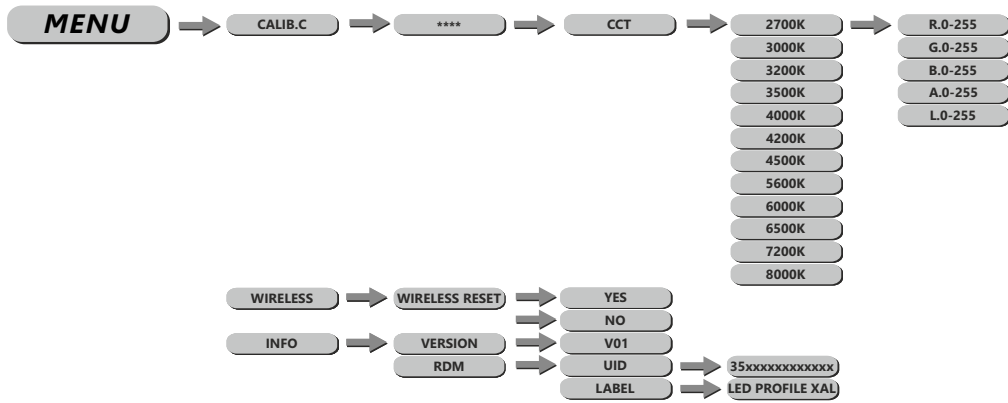 MENU CALIB.C **** CCT 2700K R.0-255
3000K G.0-255
3200K B.0-255
3500K A.0-255
4000K L.0-255
4200K
4500K
5600K
6000K
6500K
7200K
8000K
WIRELESS WIRELESS RESET YES
NO
INFO VERSION V01
RDM UID 35xxxxxxxxxxxx
LABEL LED PROFILE XAL